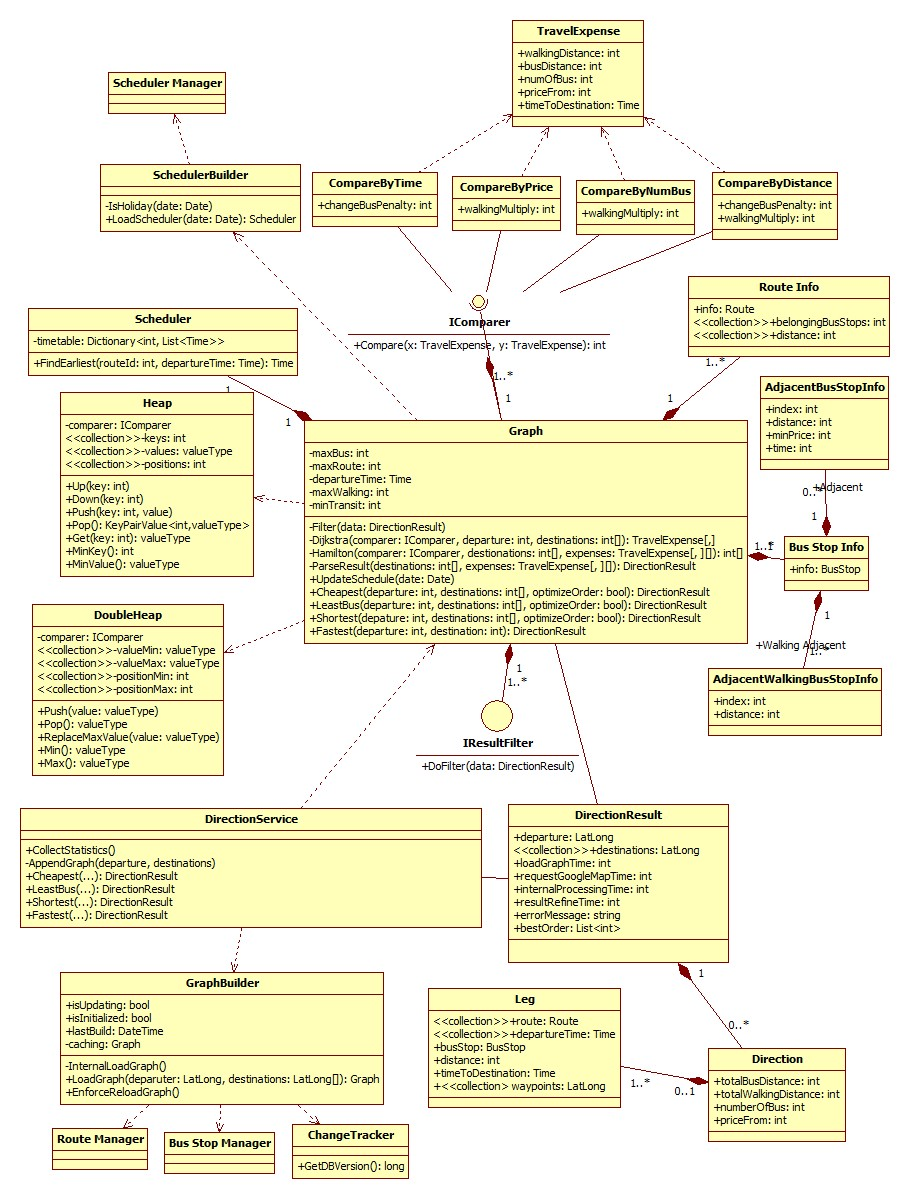 TravelExpense
+walkingDistance: int
+busDistance: int
+numOfBus: int
+priceFrom: int
+timeToDestination: Time
Scheduler Manager
SchedulerBuilder
-IsHoliday(date: Date)
+LoadScheduler(date: Date): Scheduler
CompareByTime
+changeBusPenalty: int
CompareByPrice
+walkingMultiply: int
CompareByNumBus
+walkingMultiply: int
CompareByDistance
+changeBusPenalty: int
+walkingMultiply: int
IComparer
+Compare(x: TravelExpense, y: TravelExpense): int
1..*
1
Route Info
+info: Route
<<collection>>+belongingBusStops: int
<<collection>>+distance: int
1..*
1
Scheduler
-timetable: Dictionary<int, List<Time>>
+FindEarliest(routeId: int, departureTime: Time): Time
1
1
AdjacentBusStopInfo
+index: int
+distance: int
+minPrice: int
+time: int
Heap
-comparer: IComparer
<<collection>>-keys: int
<<collection>>-values: valueType
<<collection>>-positions: int
+Up(key: int)
+Down(key: int)
+Push(key: int, value)
+Pop(): KeyPairValue<int,valueType>
+Get(key: int): valueType
+MinKey(): int
+MinValue(): valueType
Graph
-maxBus: int
-maxRoute: int
-departureTime: Time
-maxWalking: int
-minTransit: int
-Filter(data: DirectionResult)
-Dijkstra(comparer: IComparer, departure: int, destinations: int[]): TravelExpense[,]
-Hamilton(comparer: IComparer, destionations: int[], expenses: TravelExpense[, ][]): int[]
-ParseResult(destinations: int[], expenses: TravelExpense[, ][]): DirectionResult
+UpdateSchedule(date: Date)
+Cheapest(departure: int, destinations: int[], optimizeOrder: bool): DirectionResult
+LeastBus(departure: int, destinations: int[], optimizeOrder: bool): DirectionResult
+Shortest(depature: int, destinations: int[], optimizeOrder: bool): DirectionResult
+Fastest(departure: int, destination: int): DirectionResult
0..*
+Adjacent
1
1..*
1
Bus Stop Info
+info: BusStop
1
+Walking Adjacent
1..*
AdjacentWalkingBusStopInfo
+index: int
+distance: int
DoubleHeap
-comparer: IComparer
<<collection>>-valueMin: valueType
<<collection>>-valueMax: valueType
<<collection>>-positionMin: int
<<collection>>-positionMax: int
+Push(value: valueType)
+Pop(): valueType
+ReplaceMaxValue(value: valueType)
+Min(): valueType
+Max(): valueType
1
1..*
IResultFilter
+DoFilter(data: DirectionResult)
DirectionService
+CollectStatistics()
-AppendGraph(departure, destinations)
+Cheapest(...): DirectionResult
+LeastBus(...): DirectionResult
+Shortest(...): DirectionResult
+Fastest(...): DirectionResult
DirectionResult
+departure: LatLong
<<collection>>+destinations: LatLong
+loadGraphTime: int
+requestGoogleMapTime: int
+internalProcessingTime: int
+resultRefineTime: int
+errorMessage: string
+bestOrder: List<int>
1
0..*
GraphBuilder
+isUpdating: bool
+isInitialized: bool
+lastBuild: DateTime
-caching: Graph
-InternalLoadGraph()
+LoadGraph(deparuter: LatLong, destinations: LatLong[]): Graph
+EnforceReloadGraph()
Leg
<<collection>>+route: Route
<<collection>>+departureTime: Time
+busStop: BusStop
+distance: int
+timeToDestination: Time
+<<collection> waypoints: LatLong
1..*
0..1
Direction
+totalBusDistance: int
+totalWalkingDistance: int
+numberOfBus: int
+priceFrom: int
Route Manager
Bus Stop Manager
ChangeTracker
+GetDBVersion(): long